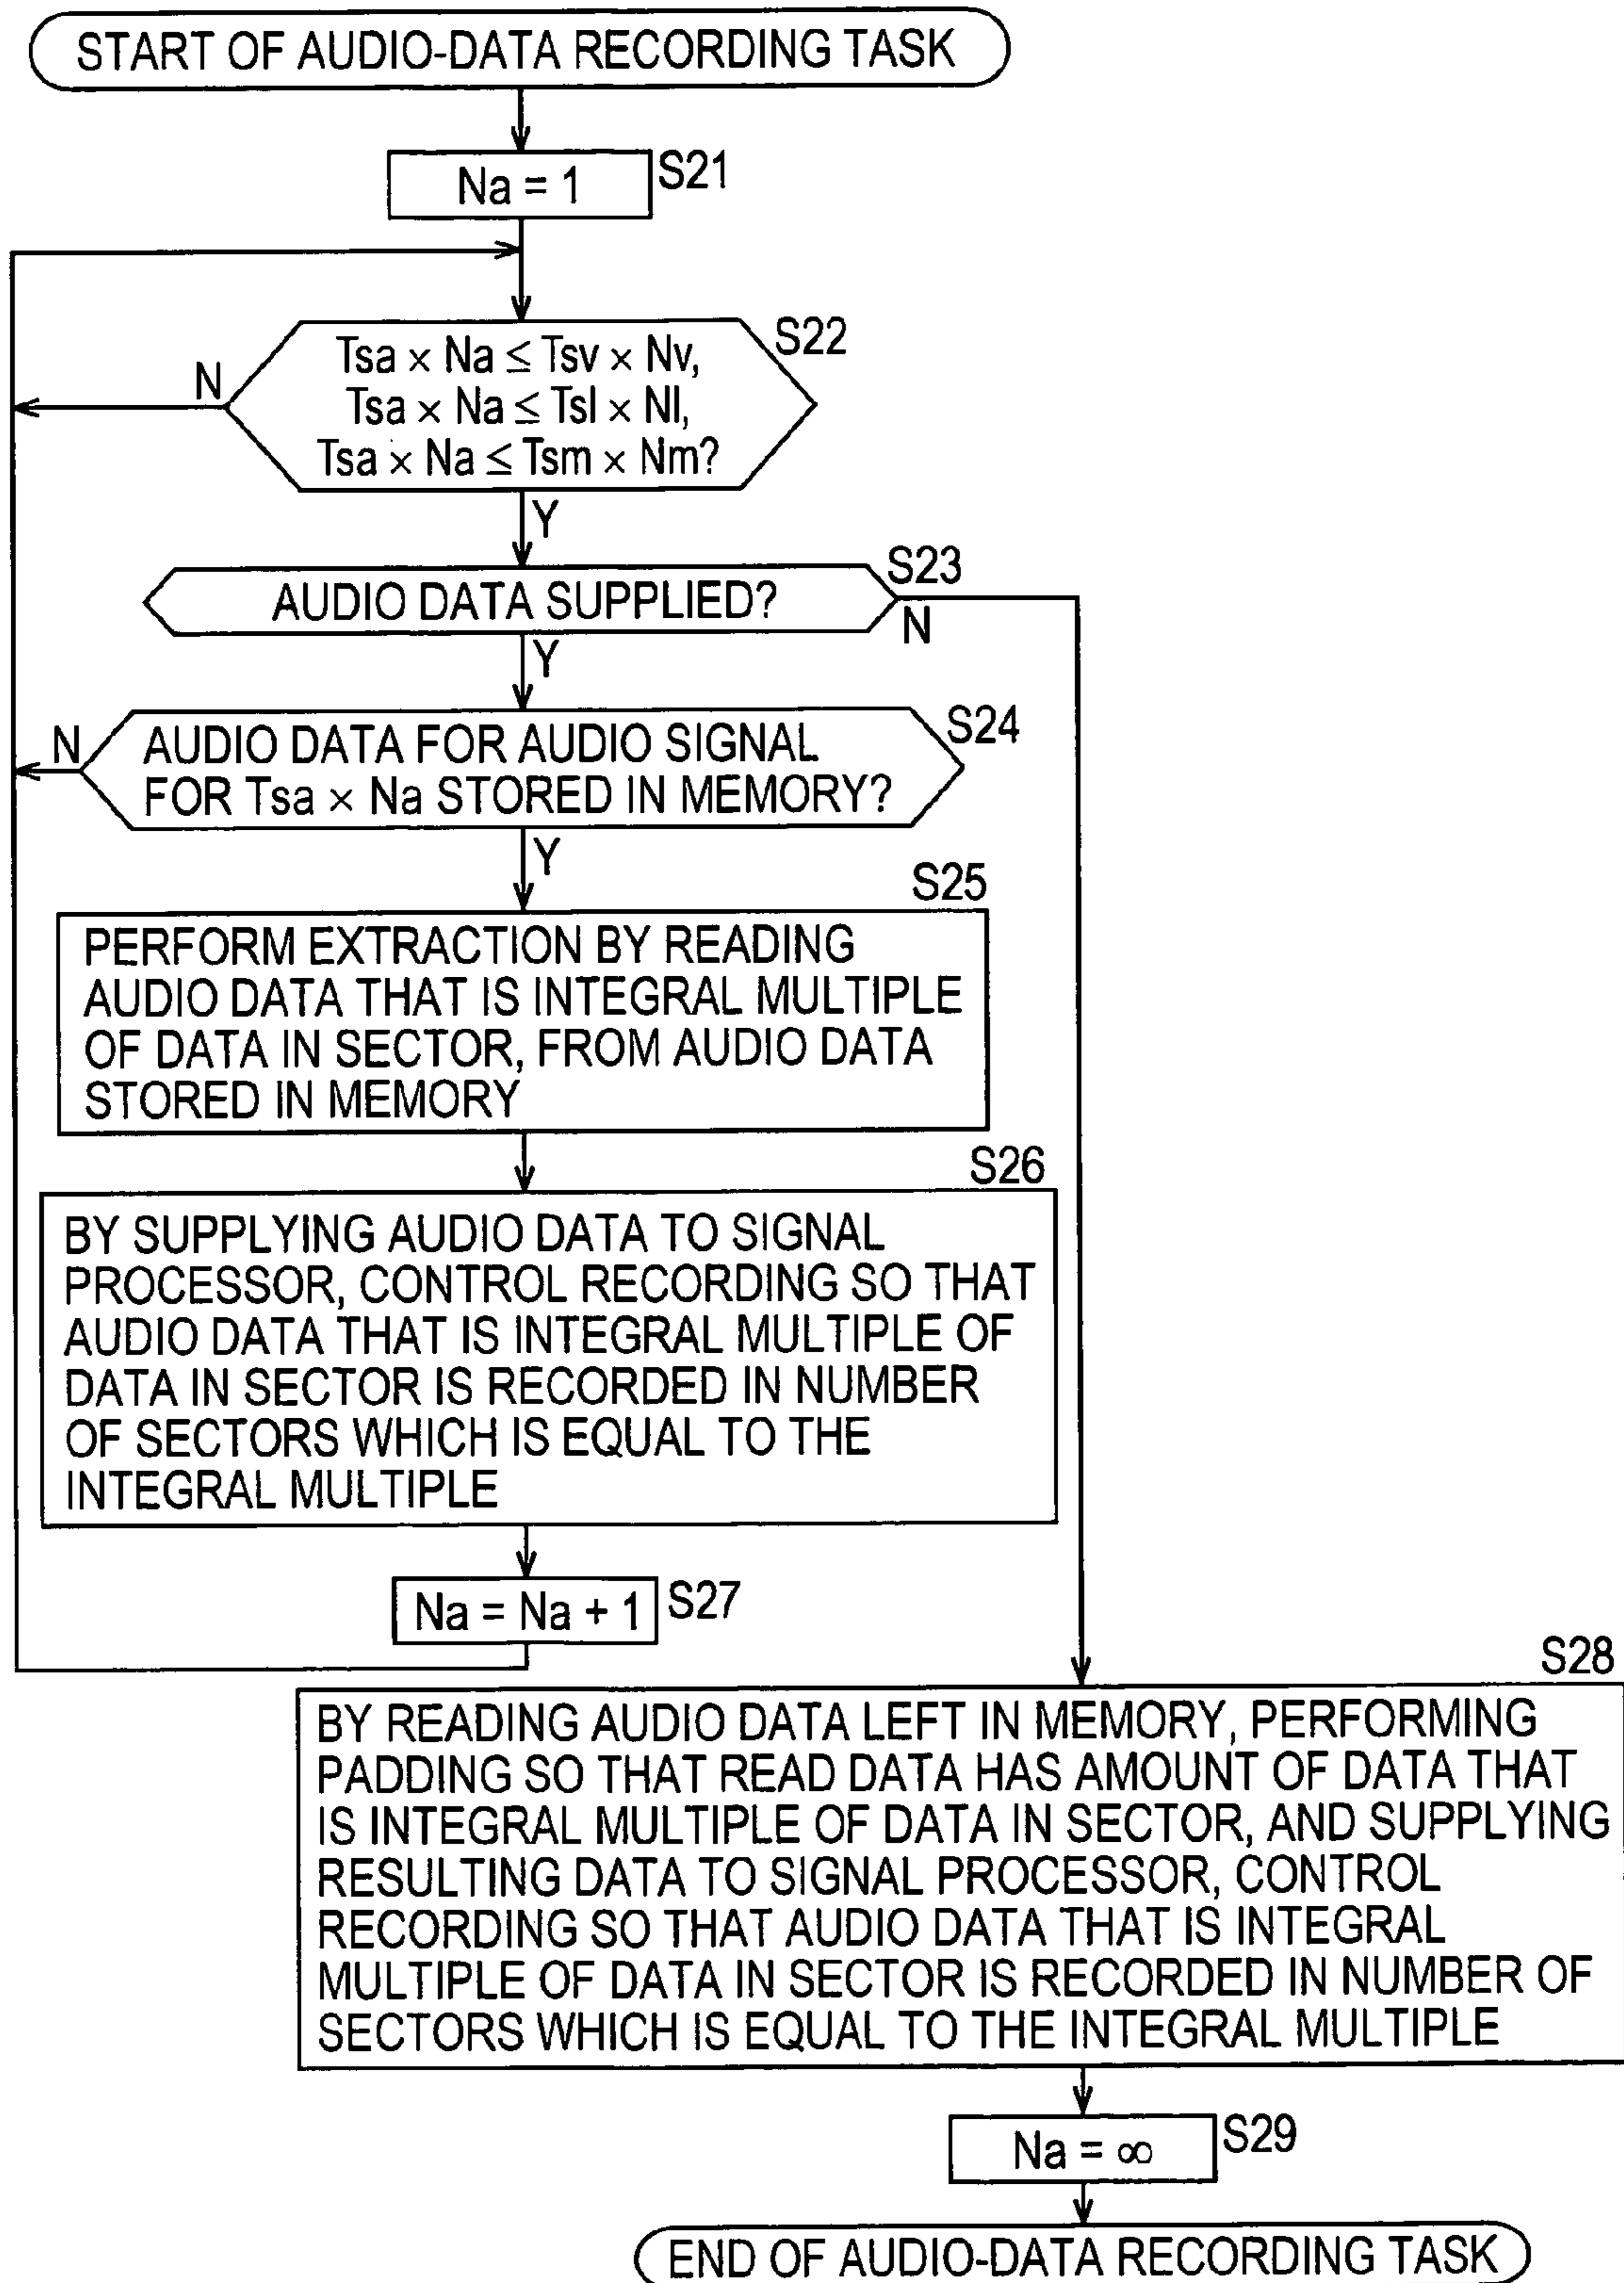 START OF AUDIO-DATA RECORDING TASK
Na = 1
S21
S22
Tsa × Na ≤ Tsv × Nv,
Tsa × Na ≤ Tsl × Nl,
Tsa × Na ≤ Tsm × Nm?
N
Y
S23
AUDIO DATA SUPPLIED?
N
Y
S24
AUDIO DATA FOR AUDIO SIGNAL
FOR Tsa × Na STORED IN MEMORY?
N
Y
S25
PERFORM EXTRACTION BY READING
AUDIO DATA THAT IS INTEGRAL MULTIPLE
OF DATA IN SECTOR, FROM AUDIO DATA
STORED IN MEMORY
S26
BY SUPPLYING AUDIO DATA TO SIGNAL
PROCESSOR, CONTROL RECORDING SO THAT
AUDIO DATA THAT IS INTEGRAL MULTIPLE OF
DATA IN SECTOR IS RECORDED IN NUMBER
OF SECTORS WHICH IS EQUAL TO THE
INTEGRAL MULTIPLE
Na = Na + 1
S27
S28
BY READING AUDIO DATA LEFT IN MEMORY, PERFORMING
PADDING SO THAT READ DATA HAS AMOUNT OF DATA THAT
IS INTEGRAL MULTIPLE OF DATA IN SECTOR, AND SUPPLYING
RESULTING DATA TO SIGNAL PROCESSOR, CONTROL
RECORDING SO THAT AUDIO DATA THAT IS INTEGRAL
MULTIPLE OF DATA IN SECTOR IS RECORDED IN NUMBER OF
SECTORS WHICH IS EQUAL TO THE INTEGRAL MULTIPLE
Na = ∞
S29
END OF AUDIO-DATA RECORDING TASK